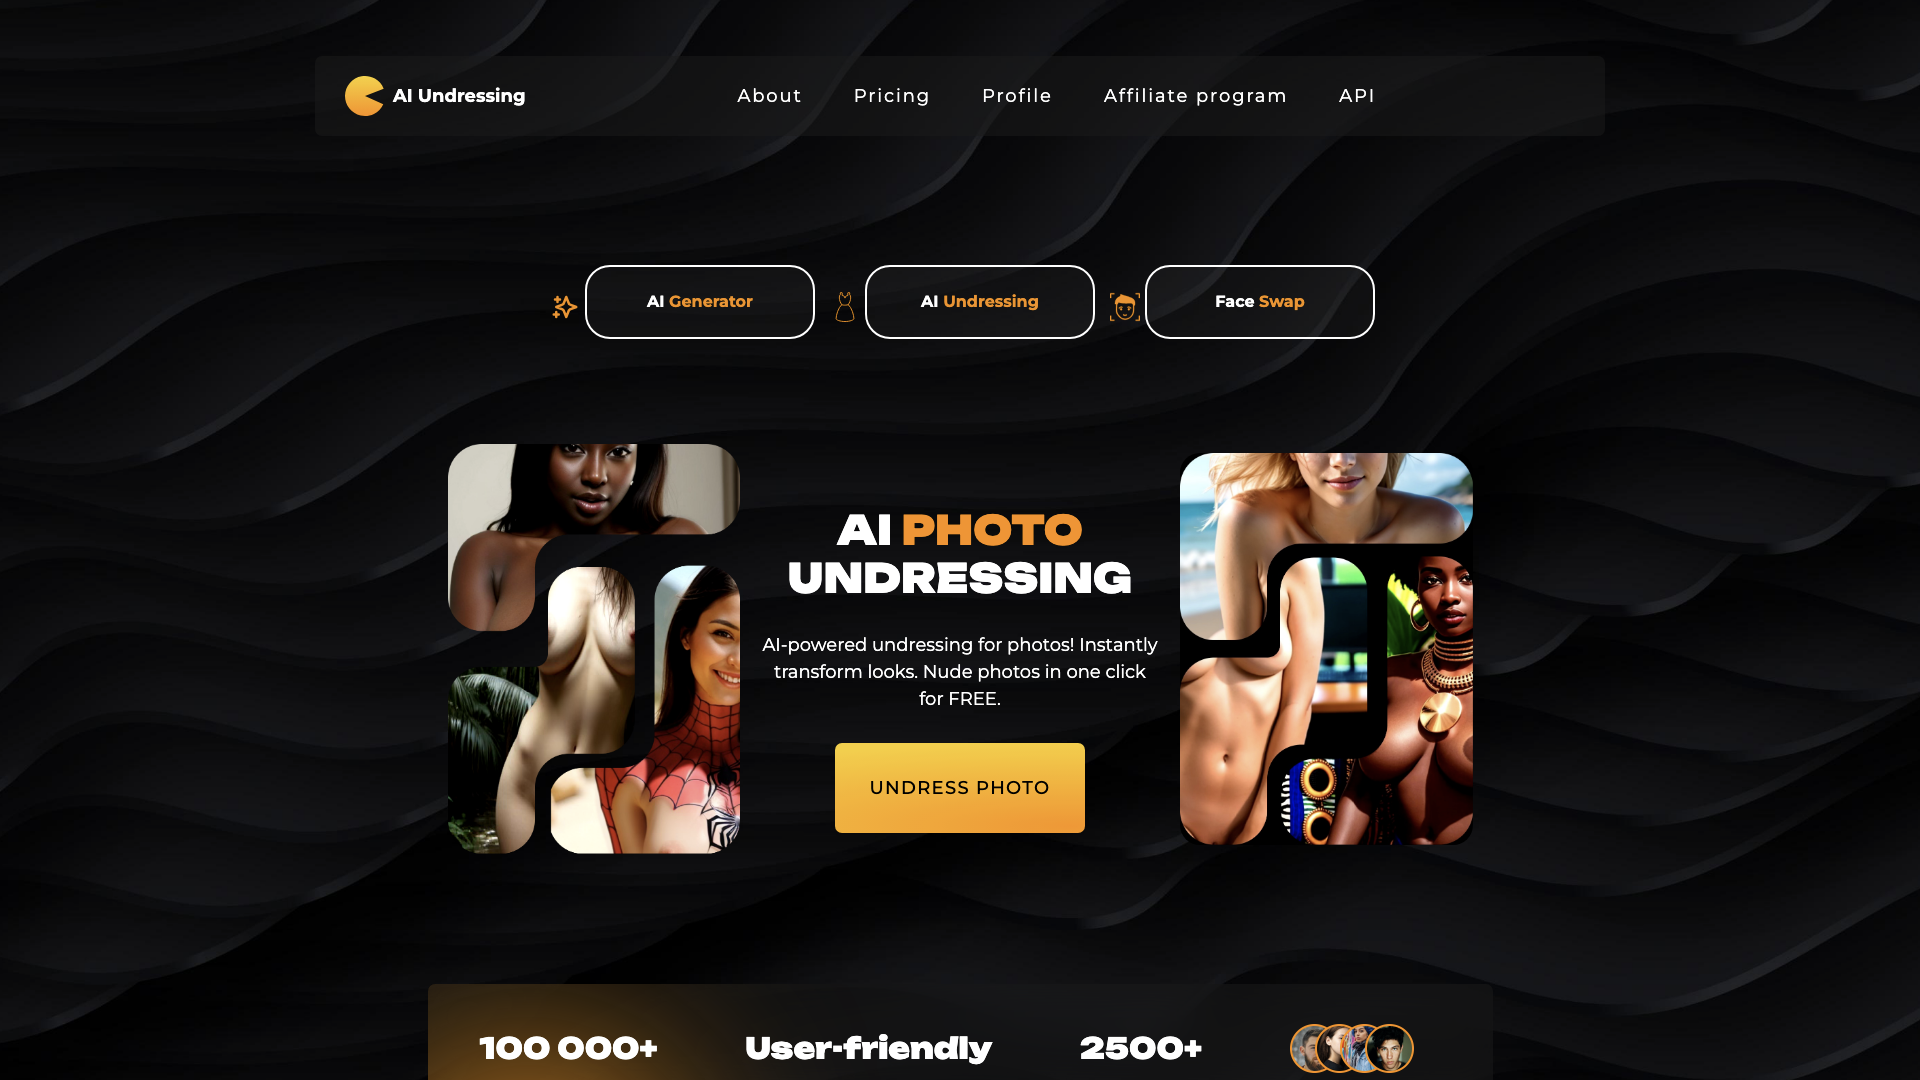 AI Undressing
About
Pricing
Profile
Affiliate program
API
AI Generator
AI Undressing
Face Swap
AI PHOTO
UNDRESSING
AI-powered undressing for photos! Instantly
transform looks. Nude photos in one click
for FREE.
UNDRESS PHOTO
100 000+
User-friendly
2500+